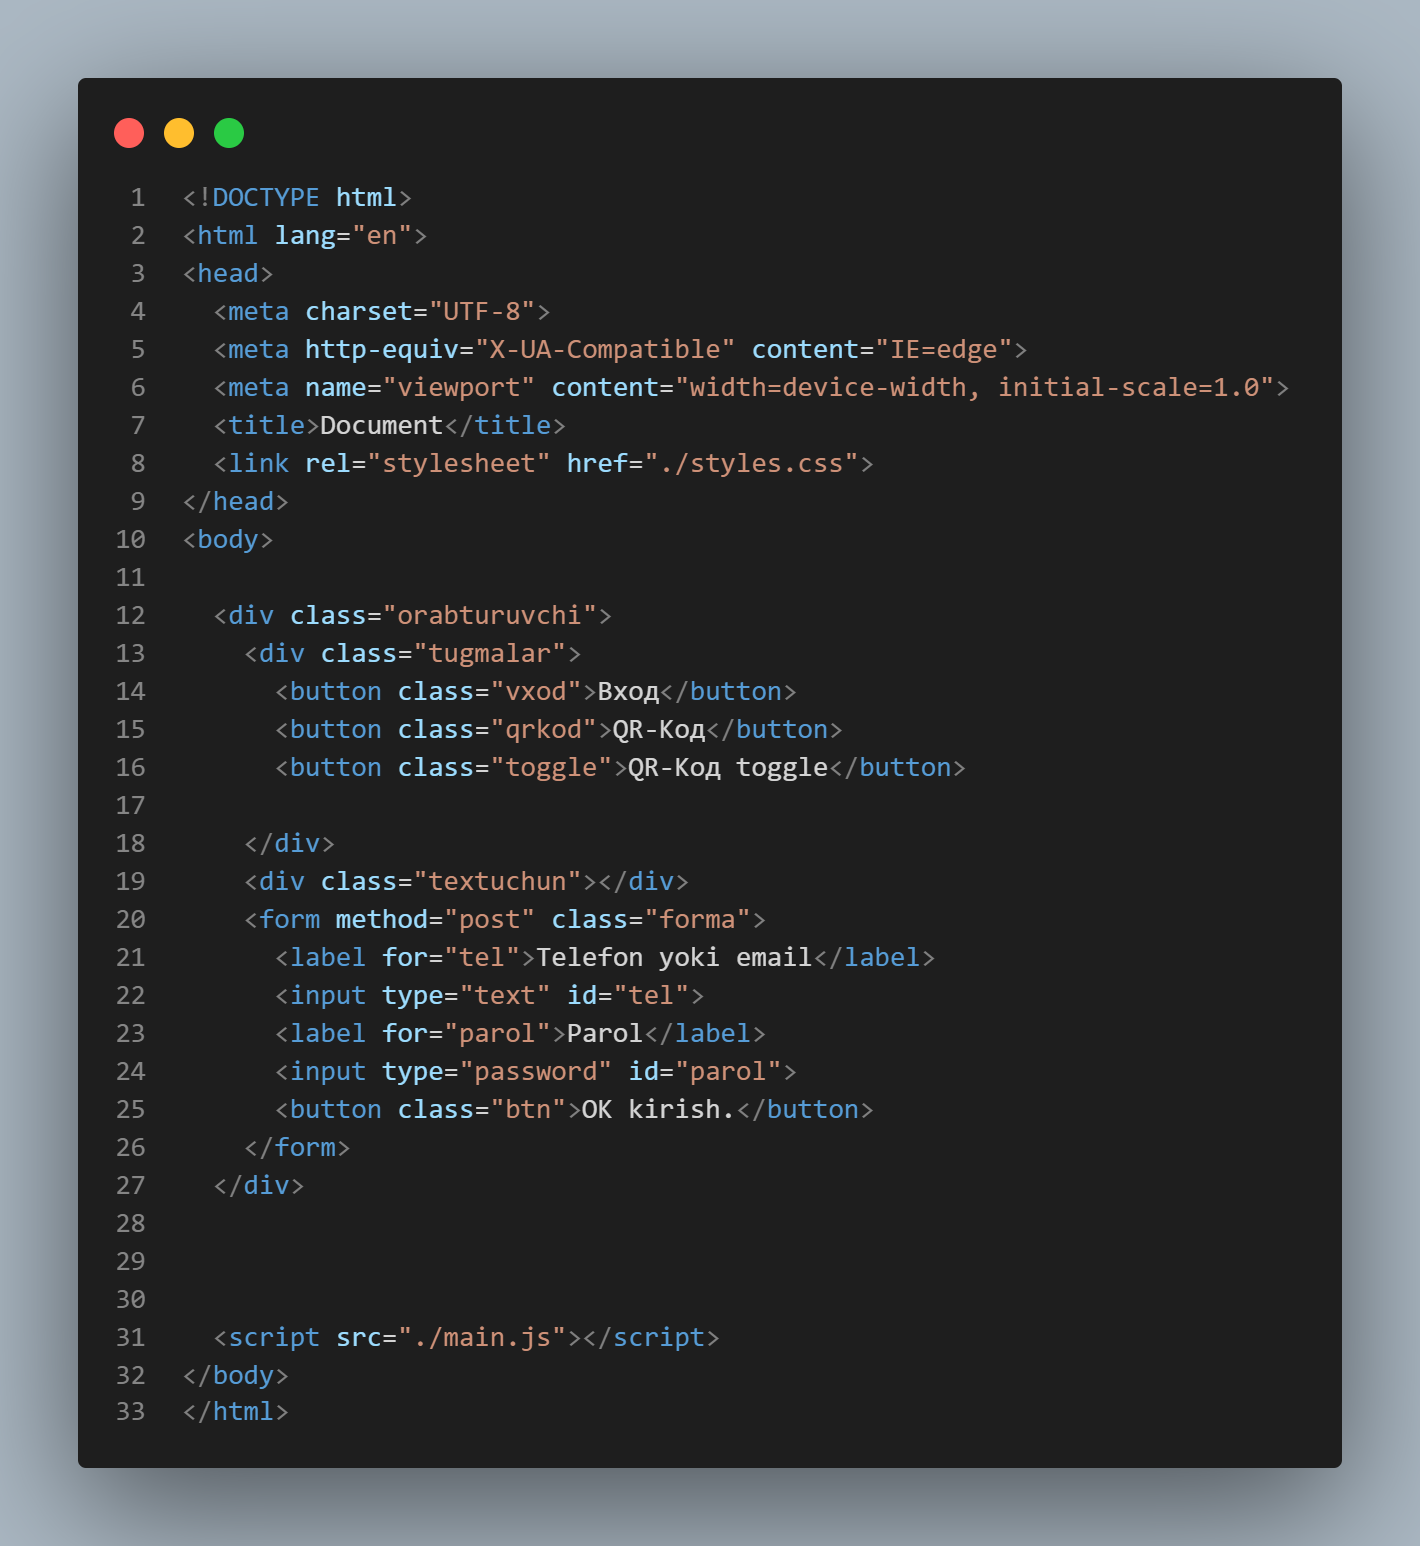 1 <!DOCTYPE html>
2 <html lang="en">
3 <head>
4   <meta charset="UTF-8">
5   <meta http-equiv="X-UA-Compatible" content="IE=edge">
6   <meta name="viewport" content="width=device-width, initial-scale=1.0">
7   <title>Document</title>
8   <link rel="stylesheet" href="./styles.css">
9 </head>
10 <body>
11
12   <div class="orabturuvchi">
13     <div class="tugmalar">
14       <button class="vxod">Вход</button>
15       <button class="qrkod">QR-Код</button>
16       <button class="toggle">QR-Код toggle</button>
17
18     </div>
19     <div class="textuchun"></div>
20     <form method="post" class="forma">
21       <label for="tel">Telefon yoki email</label>
22       <input type="text" id="tel">
23       <label for="parol">Parol</label>
24       <input type="password" id="parol">
25       <button class="btn">OK kirish.</button>
26     </form>
27   </div>
28
29
30
31   <script src="./main.js"></script>
32 </body>
33 </html>